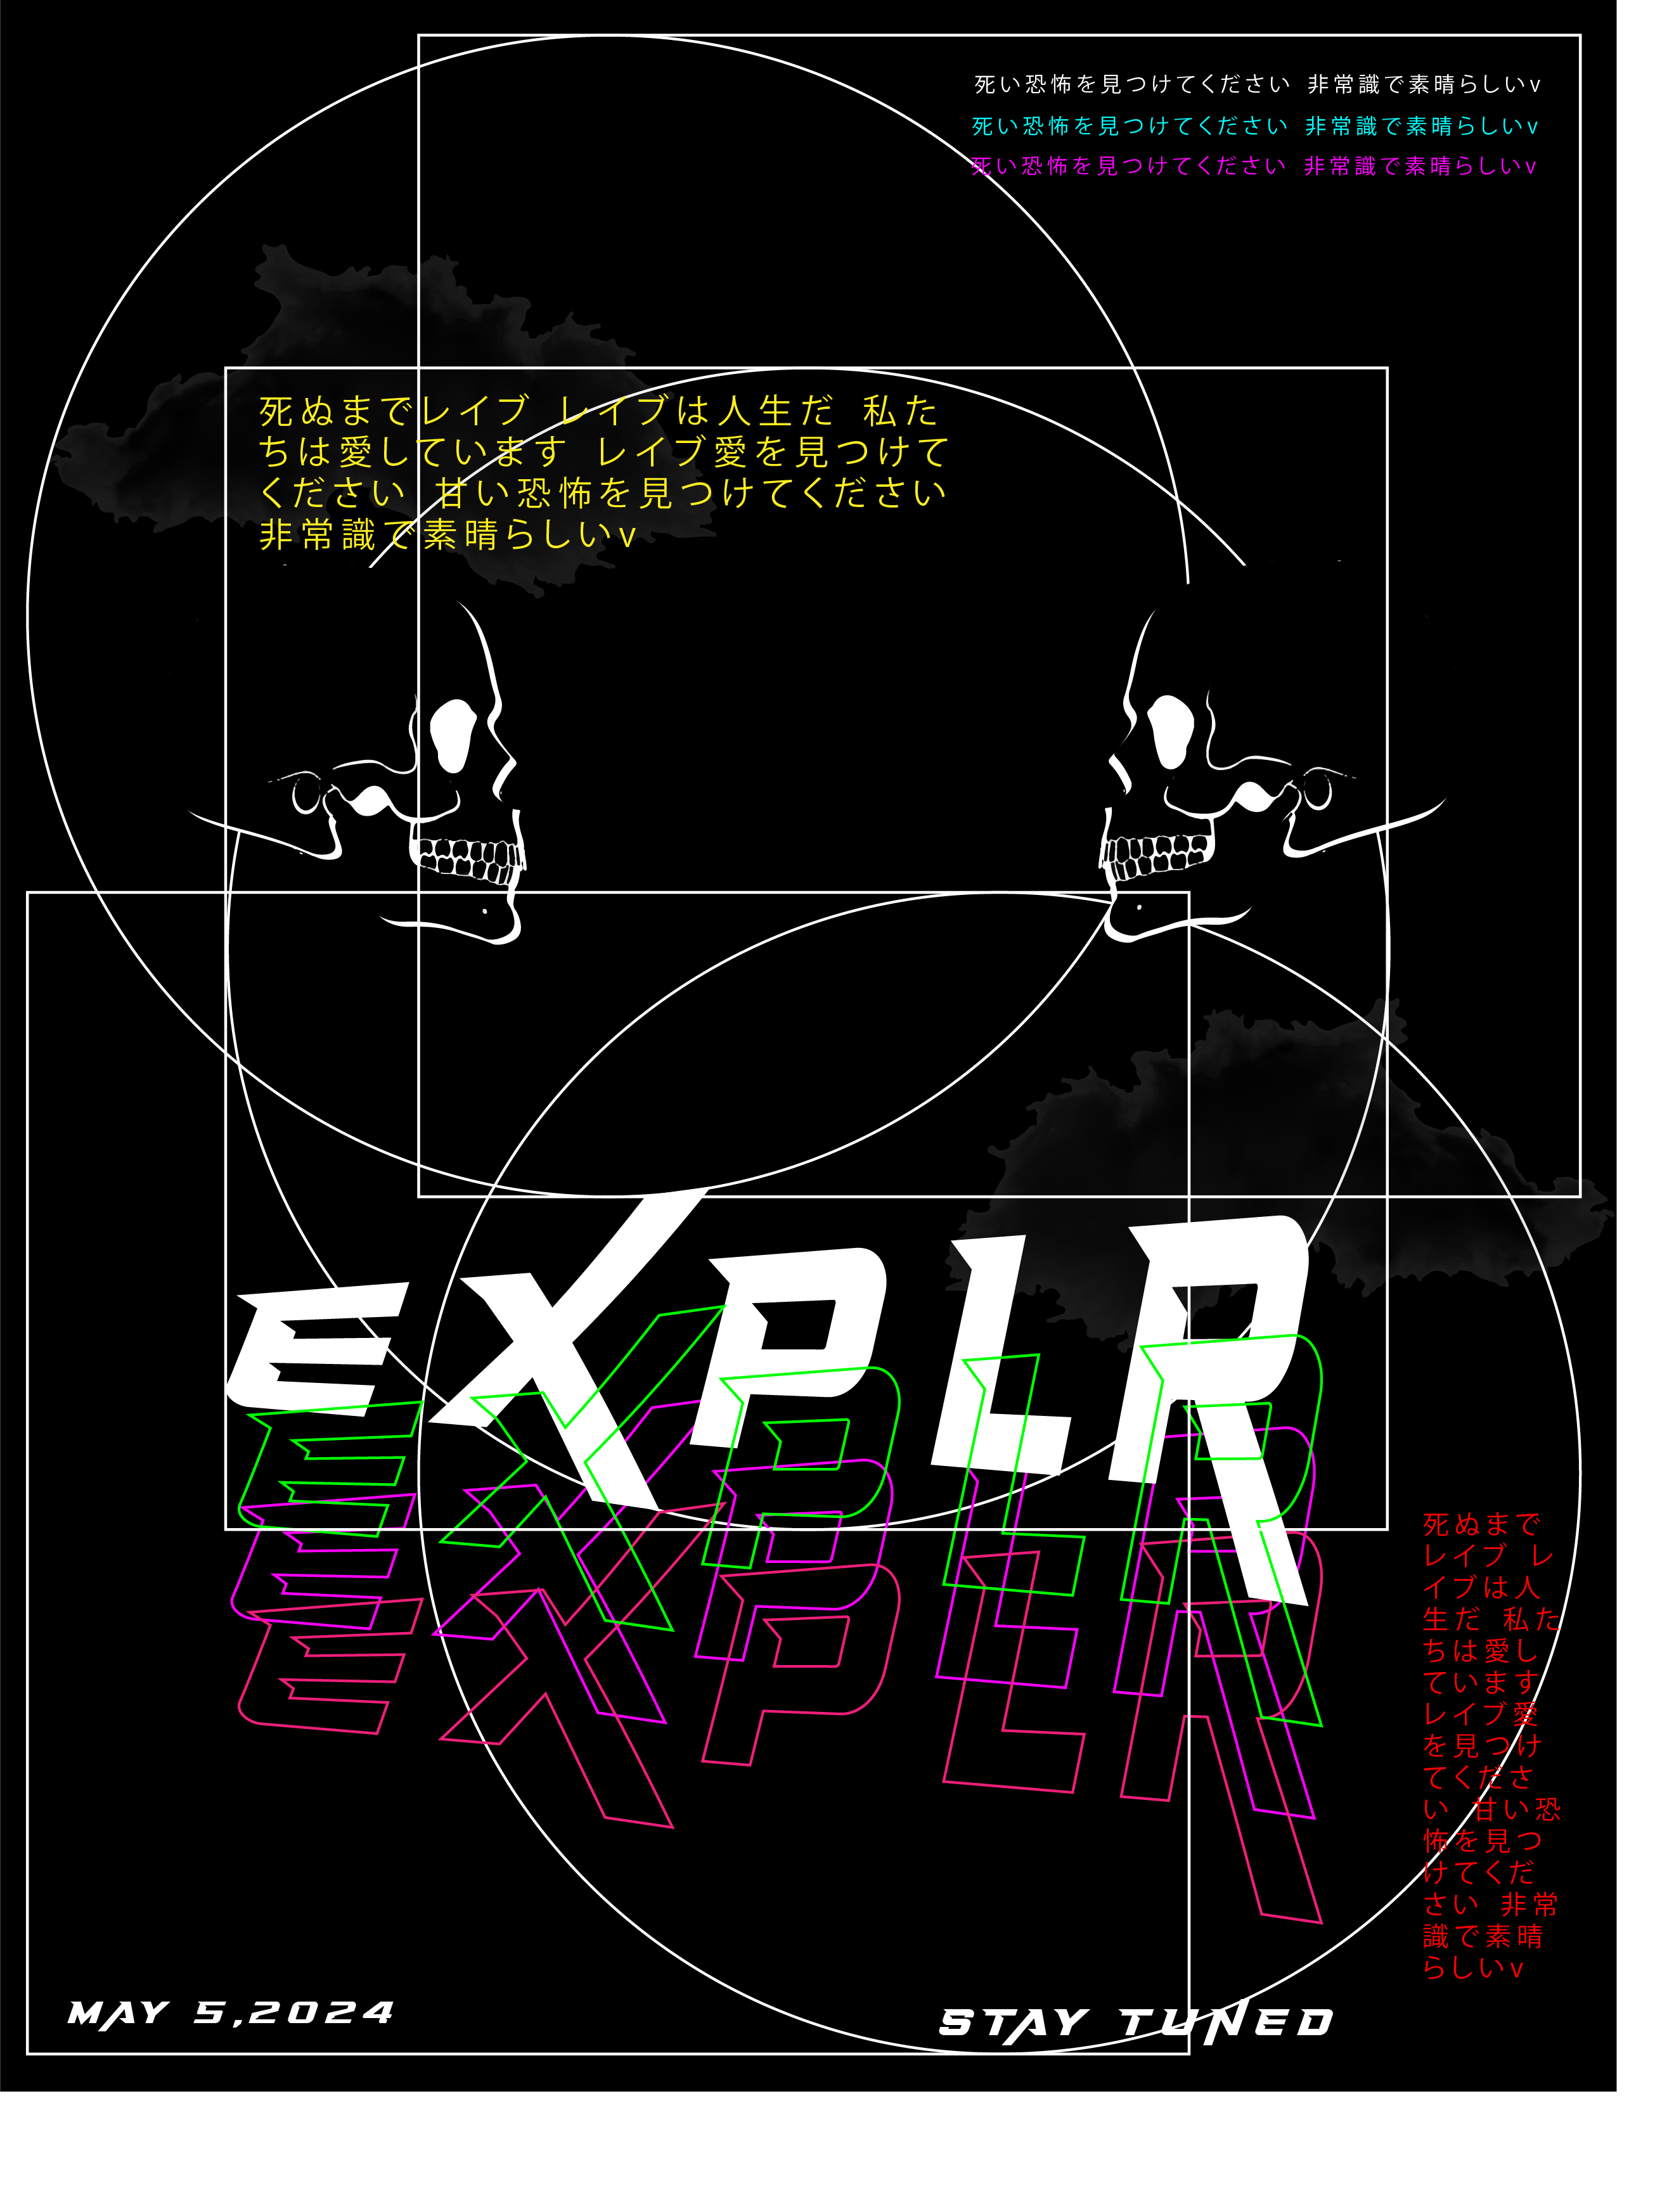 死い恐怖を見つけてください 非常識で素晴らしいv
死い恐怖を見つけてください 非常識で素晴らしいv
死い恐怖を見つけてください 非常識で素晴らしいv
死ぬまでレイブ レイブは人生だ 私た
ちは愛しています レイブ愛を見つけて
ください 甘い恐怖を見つけてください
非常識で素晴らしいv
EXPLR
EXPLR
EXPLR
EXPLR
死ぬまで
レイブ レ
イブは人
生だ 私た
ちは愛し
ています
レイブ愛
を見つけ
てくださ
い 甘い恐
怖を見つ
けてくだ
さい 非常
識で素晴
らしいv
MAY 5,2024
STAY TUNED